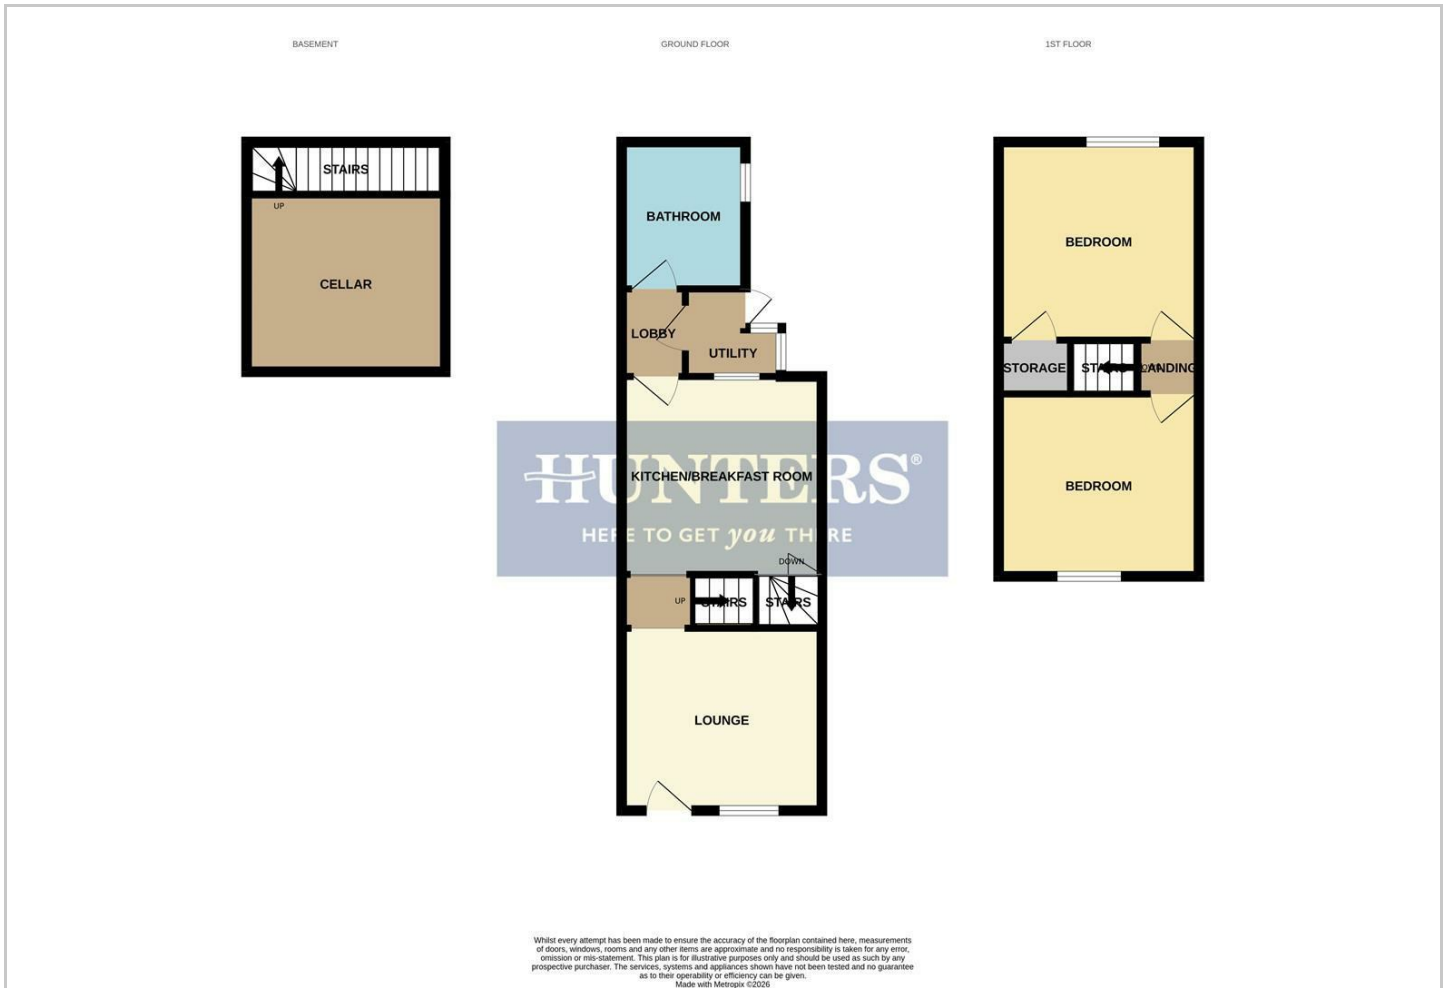 BASEMENT
GROUND FLOOR
1ST FLOOR
STAIRS
UP
CELLAR
BATHROOM
LOBBY
UTILITY
KITCHEN/BREAKFAST ROOM
HUNTERS®
HERE TO GET you THERE
DOWN
UP
STAIRS
STAIRS
LOUNGE
BEDROOM
STORAGE
STAIRS
LANDING
BEDROOM
Whilst every attempt has been made to ensure the accuracy of the floorplan contained here, measurements
of doors, windows, rooms and any other items are approximate and no responsibility is taken for any error,
omission or mis-statement. This plan is for illustrative purposes only and should be used as such by any
prospective purchaser. The services, systems and appliances shown have not been tested and no guarantee
as to their operability or efficiency can be given.
Made with Metropix ©2026